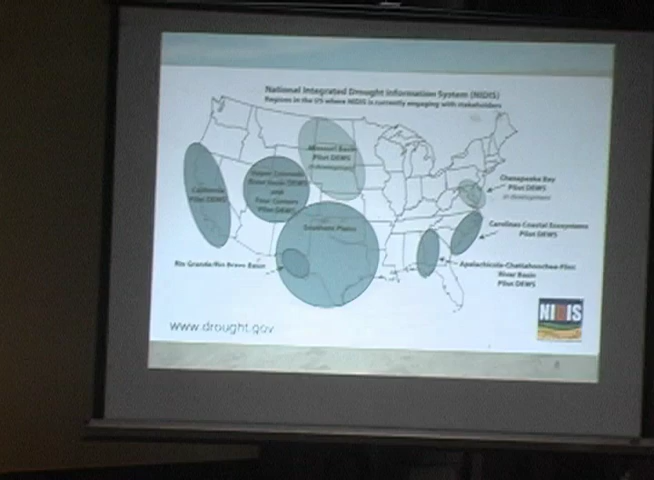 National Integrated Drought Information System (NIDIS)
Regions in the US where NIDIS is currently engaging with stakeholders
Missouri Basin
Pilot DEWS
California
Pilot DEWS
Upper Colorado
River Basin DEWS
and
Four Corners
Pilot DEWS
Southern Plains
Chesapeake Bay
Pilot DEWS
in development
Carolinas Coastal Ecosystems
Pilot DEWS
Rio Grande/Rio Bravo Basin
Apalachicola-Chattahoochee-Flint
River Basin
Pilot DEWS
NIDIS
www.drought.gov